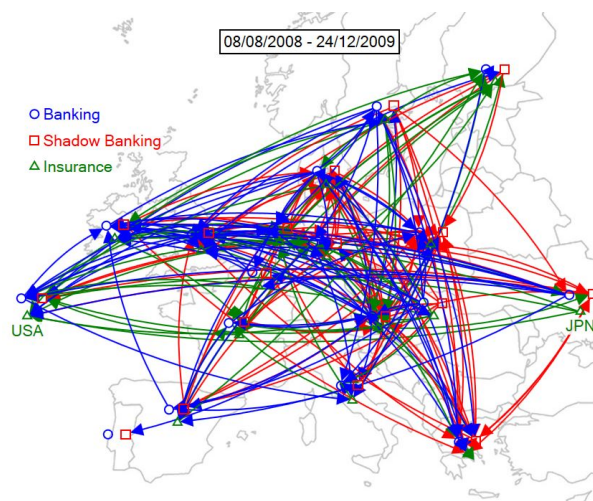 08/08/2008 - 24/12/2009
Banking
Shadow Banking
Insurance
USA
JPN